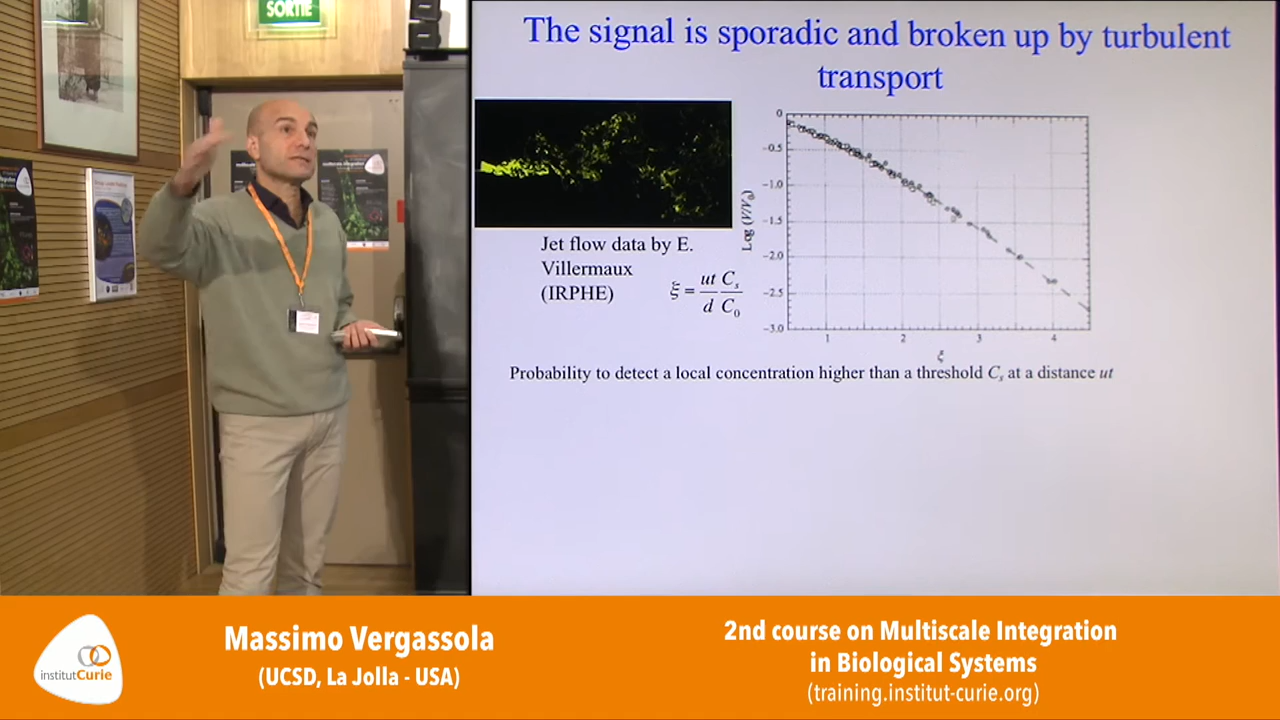 SORTIE
The signal is sporadic and broken up by turbulent
transport
Jet flow data by E.
Villermaux
(IRPHE)
ξ = ut/d C_s/C_0
Log (V/V_0)
0
−0.5
−1.0
−1.5
−2.0
−2.5
−3.0
1
2
3
4
ξ
Probability to detect a local concentration higher than a threshold C_s at a distance ut
institutCurie
Massimo Vergassola
(UCSD, La Jolla - USA)
2nd course on Multiscale Integration
in Biological Systems
(training.institut-curie.org)